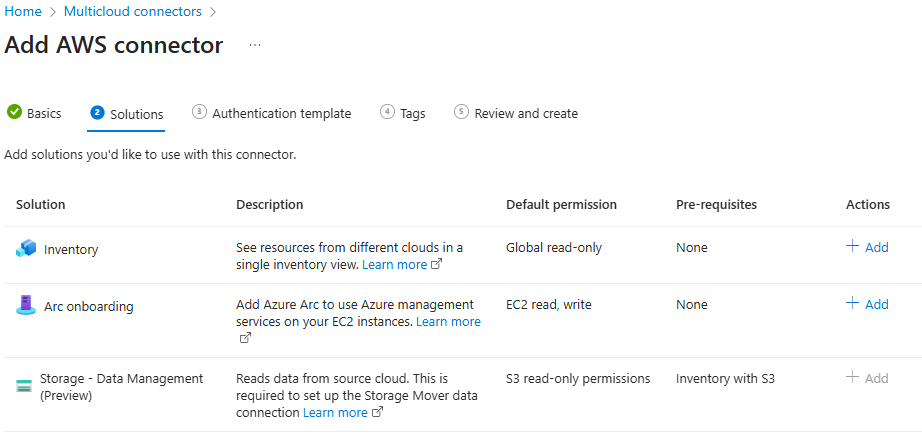 Home > Multicloud connectors >
Add AWS connector ...
Basics 2 Solutions 3 Authentication template 4 Tags 5 Review and create
Add solutions you'd like to use with this connector.
Solution Description Default permission Pre-requisites Actions
Inventory See resources from different clouds in a single inventory view. Learn more Global read-only None + Add
Arc onboarding Add Azure Arc to use Azure management services on your EC2 instances. Learn more EC2 read, write None + Add
Storage - Data Management (Preview) Reads data from source cloud. This is required to set up the Storage Mover data connection Learn more S3 read-only permissions Inventory with S3 + Add